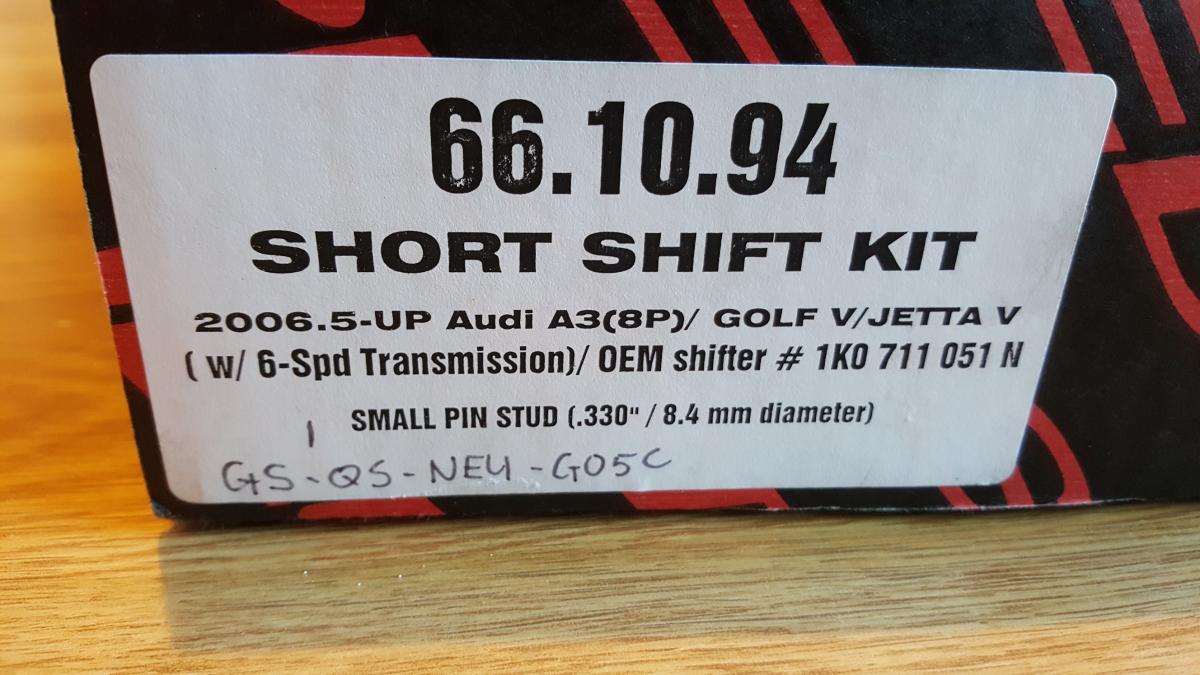 66.10.94
SHORT SHIFT KIT
2006.5-UP Audi A3(8P)/ GOLF V/JETTA V
( w/ 6-Spd Transmission)/ OEM shifter # 1K0 711 051 N
SMALL PIN STUD (.330" / 8.4 mm diameter)
GS-QS-NEU-G05C